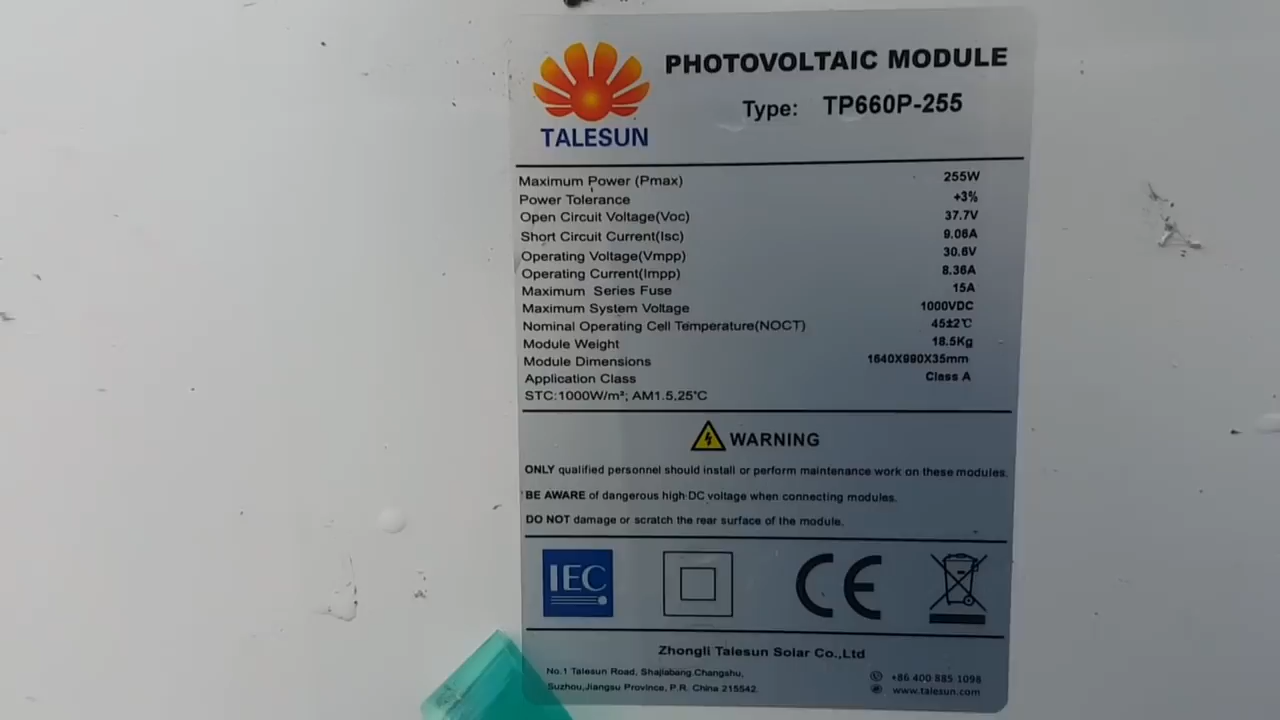 PHOTOVOLTAIC MODULE
Type: TP660P-255
TALESUN
Maximum Power (Pmax) 255W
Power Tolerance +3%
Open Circuit Voltage(Voc) 37.7V
Short Circuit Current(Isc) 9.06A
Operating Voltage(Vmpp) 30.6V
Operating Current(Impp) 8.36A
Maximum Series Fuse 15A
Maximum System Voltage 1000VDC
Nominal Operating Cell Temperature(NOCT) 45±2℃
Module Weight 18.5Kg
Module Dimensions 1640X990X35mm
Application Class Class A
STC:1000W/m²; AM1.5,25℃
WARNING
ONLY qualified personnel should install or perform maintenance work on these modules.
BE AWARE of dangerous high DC voltage when connecting modules.
DO NOT damage or scratch the rear surface of the module.
IEC
CE
Zhongli Talesun Solar Co.,Ltd
No.1 Talesun Road, Shajiabang,Changshu,
Suzhou,Jiangsu Province, P.R. China 215542.
+86 400 885 1098
www.talesun.com